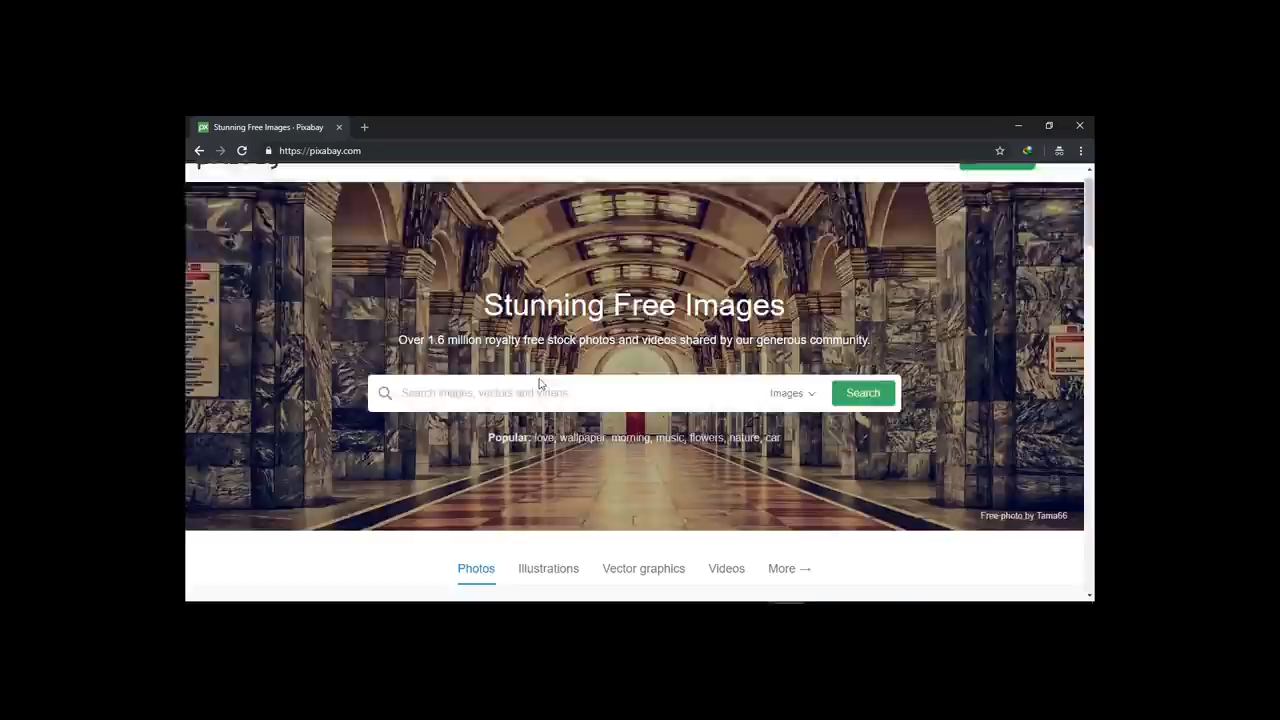 Stunning Free Images - Pixabay
https://pixabay.com
Stunning Free Images
Over 1.6 million royalty free stock photos and videos shared by our generous community.
Search images, vectors and videos
Images
Search
Popular: love, wallpaper, morning, music, flowers, nature, car
Free photo by Tama66
Photos
Illustrations
Vector graphics
Videos
More →